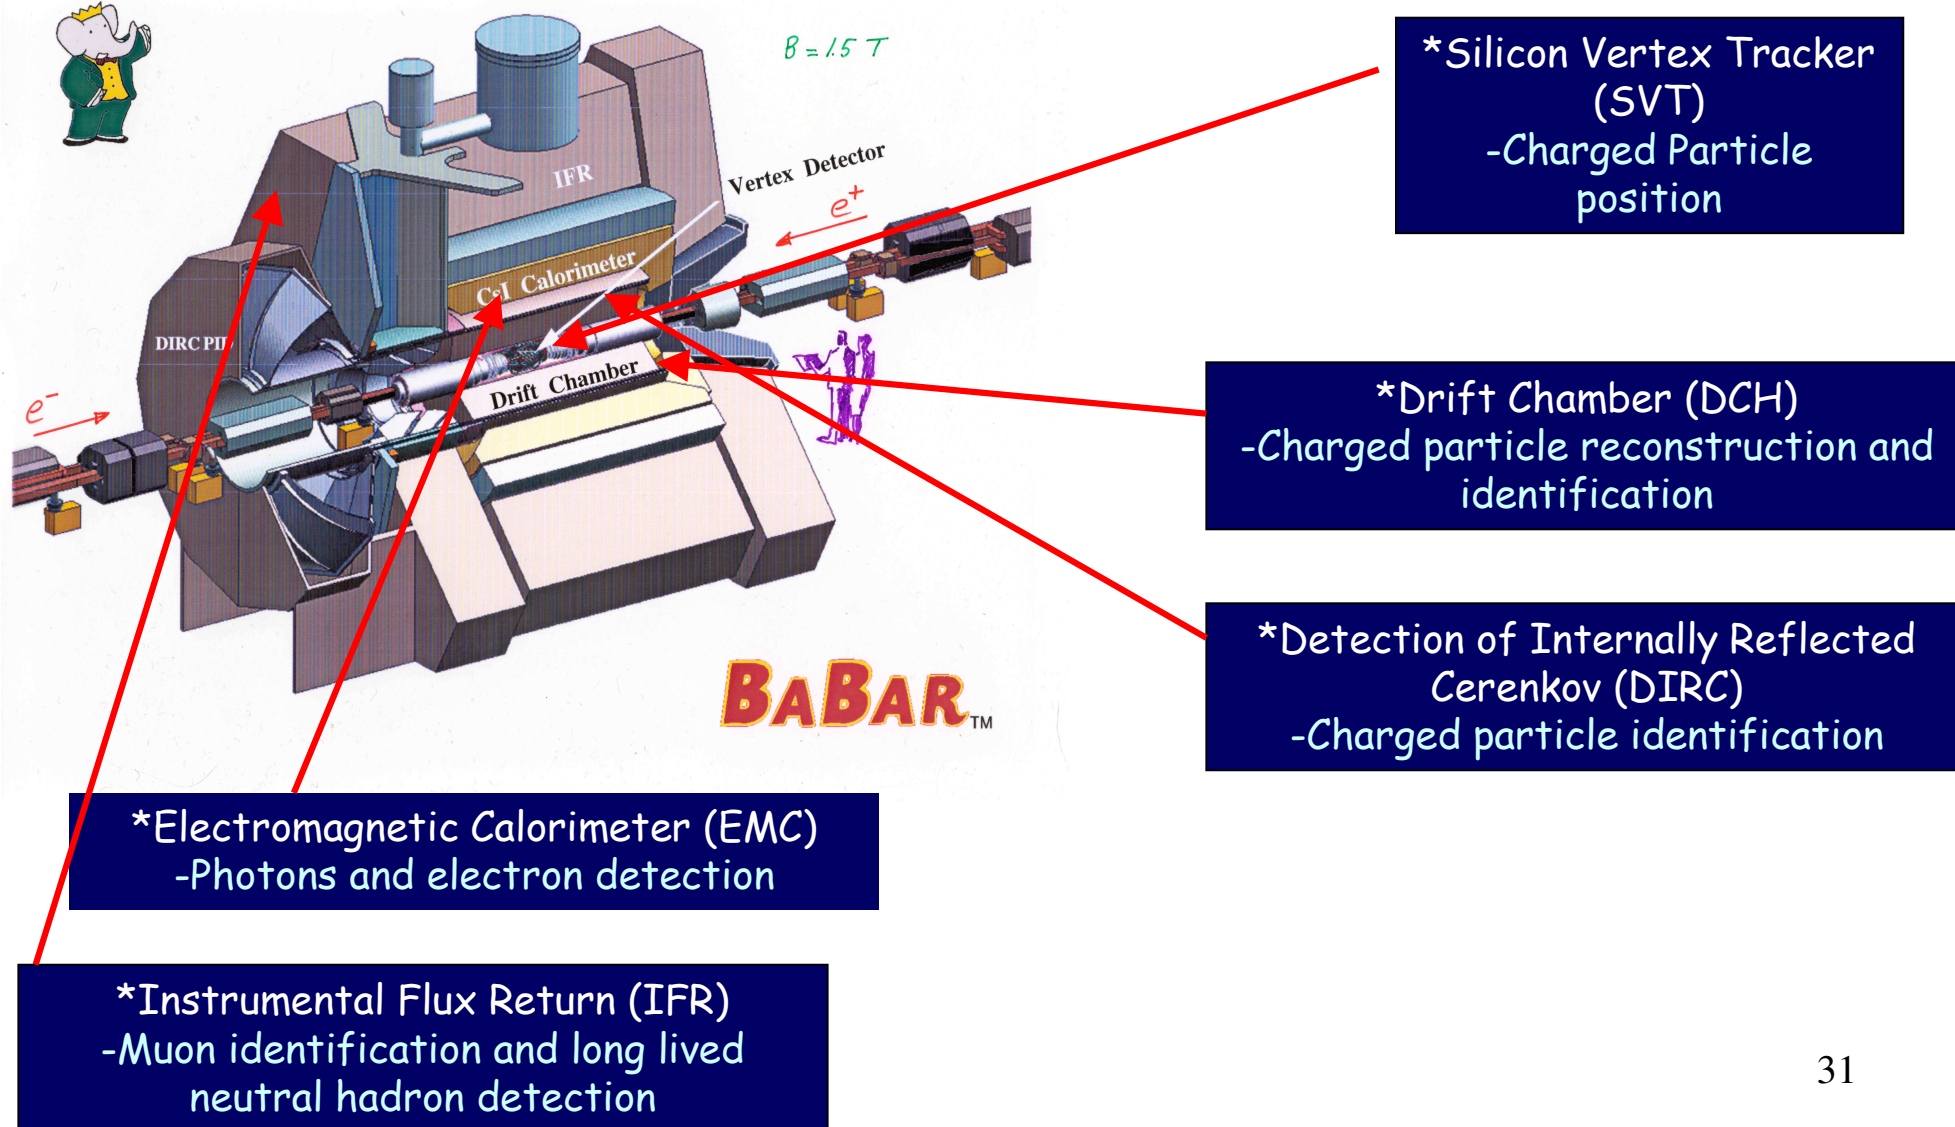 B = 1.5 T
IFR
Vertex Detector
e+
CsI Calorimeter
DIRC PID
Drift Chamber
e-
BABAR TM
*Silicon Vertex Tracker
(SVT)
-Charged Particle
position
*Drift Chamber (DCH)
-Charged particle reconstruction and
identification
*Detection of Internally Reflected
Cerenkov (DIRC)
-Charged particle identification
*Electromagnetic Calorimeter (EMC)
-Photons and electron detection
*Instrumental Flux Return (IFR)
-Muon identification and long lived
neutral hadron detection
31